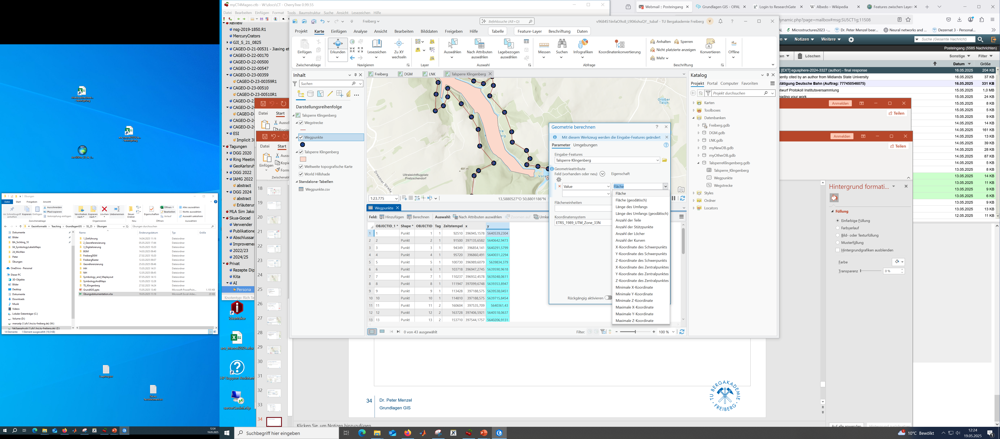 myCT4Mageo.ctb - W:\docs\CT - CherryTree 0.99.55
Datei Bearbeiten Einfügen Format Tools Baumstruktur Suche Ansicht Lesezeichen Hilfe
Review
nsg-2019-1850.R1
MercuryCrators
GJI_S_21_0825
CAGEO-D-21-00531 - Jiaxing et
CAGEO-D-22-00170
CAGEO-D-22-00500
CAGEO-D-22-00547
CAGEO-D-23-00359
CAGEO-D-23-00359R1
CAGEO-D-23-00510
CAGEO-D-23-00510R1
ESI
Tagungen
DGG 2020
Ring Meetin
GeoKarlsruh
DGG 2022
IAMG 2022
abstract
DGG 2024
abstract
Erläuterur
MLA Sim Jako
Skua-Gocad
Verwender
Publikatione
Abschlussar
Improvemer
2022/23
2024/25
Privat
Rezepte Dip
Kita
AI
Persona
Knotentyp: Rich Te
Freiberg
Befehlssuche (Alt+Q)
v9684S1iinfaO9o8_L90i6shuQY_tubaf - TU Bergakademie Freiberg
Projekt Karte Einfügen Analyse Ansicht Bearbeiten Bilddaten Freigeben Hilfe Tabelle Feature-Layer Beschriftung Daten
Einfügen
Erkunden
Lesezeichen
Zu XY wechseln
Auswählen
Nach Attributen auswählen
Lagebezogen auswählen
Messen
Suchen
Infografiken
Koordinatenkonvertierung
Anhalten Sperren
Nicht platzierte anzeigen
Mehr
Konvertieren
Offline
Zwischenablage Navigieren Layer Auswahl Abfrage Beschriftung
Inhalt
Suchen
Darstellungsreihenfolge
Talsperre Klingenberg
Wegstrecke
Wegpunkte
Talsperre Klingenberg
Weltweite topografische Karte
World Hillshade
Standalone-Tabellen
Wegpunkte.csv
Freiberg DGM LNK Talsperre Klingenberg
Großer Teich
491 m
Ultraleichtflugplatz Pretzschendorf
Dresdner Straße
1:23.775
13,5880527°O 50,8801186°N
Geometrie berechnen
Mit diesem Werkzeug werden die Eingabe-Features geändert
Parameter Umgebungen
Eingabe-Features
Talsperre Klingenberg
Geometrieattribute
Feld (vorhanden oder neu) Eigenschaft
Value Fläche
Flächeneinheiten
Koordinatensystem
ETRS_1989_UTM_Zone_33N
Rückgängig aktivieren
Fläche
Fläche (geodätisch)
Länge des Umfangs
Länge des Umfangs (geodätisch)
Anzahl der Teile
Anzahl der Stützpunkte
Anzahl der Löcher
Anzahl der Kurven
X-Koordinate des Schwerpunkts
Y-Koordinate des Schwerpunkts
Z-Koordinate des Schwerpunkts
X-Koordinate des Zentralpunktes
Y-Koordinate des Zentralpunktes
Z-Koordinate des Zentralpunktes
Minimale X-Koordinate
Minimale Y-Koordinate
Minimale Z-Koordinate
Maximale X-Koordinate
Maximale Y-Koordinate
Maximale Z-Koordinate
Wegpunkte
Feld: Hinzufügen Berechnen Auswahl: Nach Attributen auswählen Zoomen auf Umke
OBJECTID_1 * Shape * OBJECTID Tag Zeitstempel x y
1 1 Punkt 1 1 92510 396945,1578 5640539,2304
2 2 Punkt 2 1 91500 397135,6582 5640642,9473
3 3 Punkt 3 1 94349 396854,141 5640291,5799
4 4 Punkt 4 1 95720 396860,491 5640031,2294
5 5 Punkt 5 1 100730 396989,6079 5639834,379
6 6 Punkt 6 1 103718 396947,2745 5639590,9618
7 7 Punkt 7 1 110237 396932,4578 5639248,0611
8 8 Punkt 8 1 111947 397099,6748 5639353,8947
9 9 Punkt 9 1 113428 397188,575 5639538,0451
10 10 Punkt 10 1 114810 397188,575 5639715,8454
11 11 Punkt 11 2 160604 397535,709 5640361,43
12 12 Punkt 12 2 163728 397406,5921 5640518,0637
13 13 Punkt 13 2 153710 397544,1757 5640206,9131
0 von 43 ausgewählt
Filter: 100 %
Katalog
Projekt Portal Computer Favoriten
Projekt durchsuchen
Karten
Toolboxes
Datenbanken
Freiberg.gdb
DGM.gdb
LNK.gdb
myNewDB.gdb
myOtherDB.gdb
TalsperreKlingenberg.gdb
Talsperre_Klingenberg
Wegpunkte
Wegstrecke
Styles
Ordner
Locators
Webmail :: Posteingang Grundlagen GIS - OPAL Login to ResearchGate Albedo – Wikipedia Features zwischen Layer
dynamic.php?page=mailbox#msg:SU5CT1g;11508
Microstructures2023 -... Dr. Peter Menzel bear... Neural networks and ... Dezernat 3 - Personal...
Notizen Weitere
Suche (Gesamte Nachricht)
Posteingang (5585 Nachrichten)
Löschen Sonstige Filter
Datum Größe
[EXT] egusphere-2024-3327 (author) - final response 16.05.2025 204 KB
cently cited by an author from Midlands State University 16.05.2025 37 KB
stätigung Deutsche Bahn (Auftrag: 777450546075) 16.05.2025 331 KB
ntwurf Protokoll Institutsversammlung 16.05.2025 1,0 MB
eading your work 15.05.2025 24 KB
15.05.2025 8 KB
15.05.2025 5 KB
15.05.2025 9 KB
14.05.2025 14 KB
14.05.2025 161 KB
14.05.2025 13 KB
14.05.2025 39 KB
14.05.2025 28 KB
14.05.2025 87 KB
14.05.2025 5 KB
13.05.2025 8 KB
13.05.2025 14 KB
13.05.2025 11 KB
13.05.2025 9 KB
13.05.2025 6 KB
13.05.2025 9 KB
13.05.2025 13 KB
12.05.2025 11 KB
Anmelden
Teilen
Anmelden
Teilen
Datei Start
Datei Start
Einfügen
Zwischenabl
Hintergrund formati...
Füllung
Einfarbige Füllung
Farbverlauf
Bild- oder Texturfüllung
Musterfüllung
Hintergrundgrafiken ausblenden
Farbe
Transparenz 0 %
Auf alle anwenden Hintergrund zurücksetzen
18
19
20
21
22
23
24
25
26
27
28
29
30
31
32
33
34
34 Dr. Peter Menzel
Grundlagen GIS
TU BERGAKADEMIE FREIBERG
Klicken Sie, um Notizen hinzuzufügen
Übungen
Datei Start Freigeben Ansicht
An Schnellzugriff anheften Kopieren Einfügen
Ausschneiden
Pfad kopieren
Verknüpfung einfügen
Verschieben nach Kopieren nach Löschen Umbenennen
Neuer Ordner
Eigenschaften
Öffnen
Bearbeiten
Verlauf
Alles auswählen
Nichts auswählen
Auswahl umkehren
Zwischenablage Organisieren Neu Öffnen Auswählen
Geoinformatik Teaching GrundlagenGIS SS_25 Übungen
Übungen durchsuchen
Name Änderungsdatum Typ Größe
1_Einführung 14.04.2025 11:16 Dateiordner
2_Georeferenzierung 05.05.2025 17:44 Dateiordner
3_Digitalisierung 16.05.2025 10:20 Dateiordner
BGM 14.03.2025 09:40 Dateiordner
FreibergDEM 27.02.2025 10:20 Dateiordner
FreibergRaster 12.03.2025 09:07 Dateiordner
Georeferenzierung 25.03.2025 09:46 Dateiordner
HH 15.05.2025 14:51 Dateiordner
NH 12.05.2025 08:45 Dateiordner
Symbology_and_Maplayout 07.05.2025 14:13 Dateiordner
SymbologyAndMaps 12.05.2025 12:28 Dateiordner
TS_Klingenberg 27.02.2025 14:24 Dateiordner
GrundlGIS.pptx 15.05.2025 13:40 Microsoft PowerPoin... 1.155 KB
Übungsdokumentation.xlsx 19.05.2025 11:19 Microsoft Excel-Arbe... 20 KB
Dokumente
Bilder
BA_Sichting_10
04_SymbologyLabelsMaps
24_MicMen
Peter
Übungen
OneDrive - Personal
Dieser PC
3D-Objekte
Bilder
Desktop
Dokumente
Downloads
Musik
Videos
Lokaler Datenträger (C:)
Volume (D:)
menzelp (\\zfs1.hrz.tu-freiberg.de) (W:)
fak3geophysik (\\zfs1.hrz.tu-freiberg.de) (Z:)
14 Elemente 1 Element ausgewählt (19,0 KB)
LeapFrog.txt
Neues Textdokument.txt
ideaMaker
aze_Menzel2024.xlsx
HP Support Assistant
serverGeoinf.rdp
12:24
19.05.2025
Suchbegriff hier eingeben
10°C Bewölkt
12:24
19.05.2025